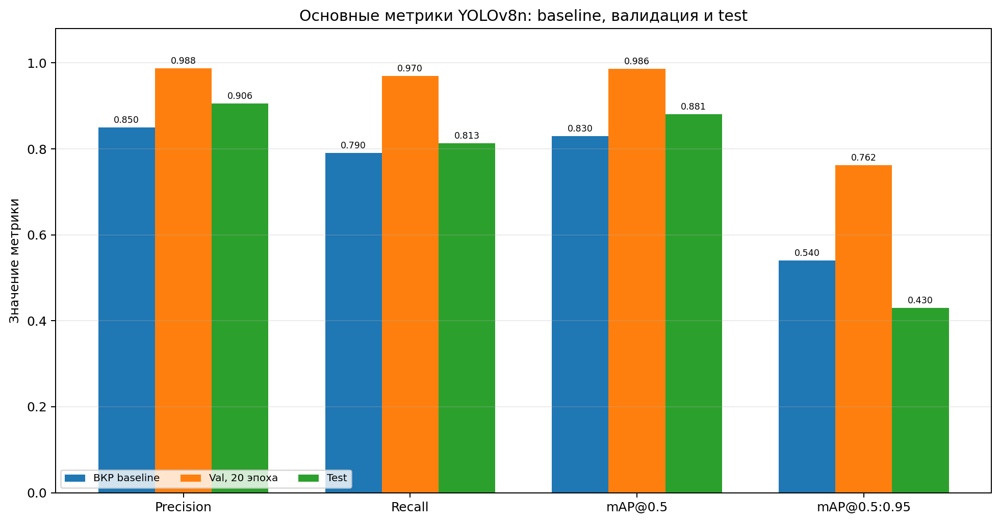 Основные метрики YOLOv8n: baseline, валидация и test
Значение метрики
1.0
0.8
0.6
0.4
0.2
0.0
0.850
0.988
0.906
0.790
0.970
0.813
0.830
0.986
0.881
0.540
0.762
0.430
ВКР baseline
Val, 20 эпоха
Test
Precision
Recall
mAP@0.5
mAP@0.5:0.95